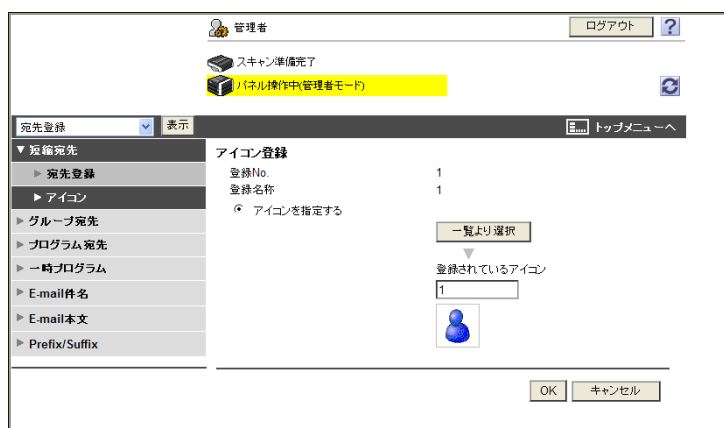 管理者
ログアウト
?
スキャン準備完了
パネル操作中(管理者モード)
宛先登録
表示
トップメニューへ
▼短縮宛先
▶宛先登録
▶アイコン
▶グループ宛先
▶プログラム宛先
▶一時プログラム
▶E-mail件名
▶E-mail本文
▶Prefix/Suffix
アイコン登録
登録No. 1
登録名称 1
アイコンを指定する
一覧より選択
▼
登録されているアイコン
1
OK
キャンセル